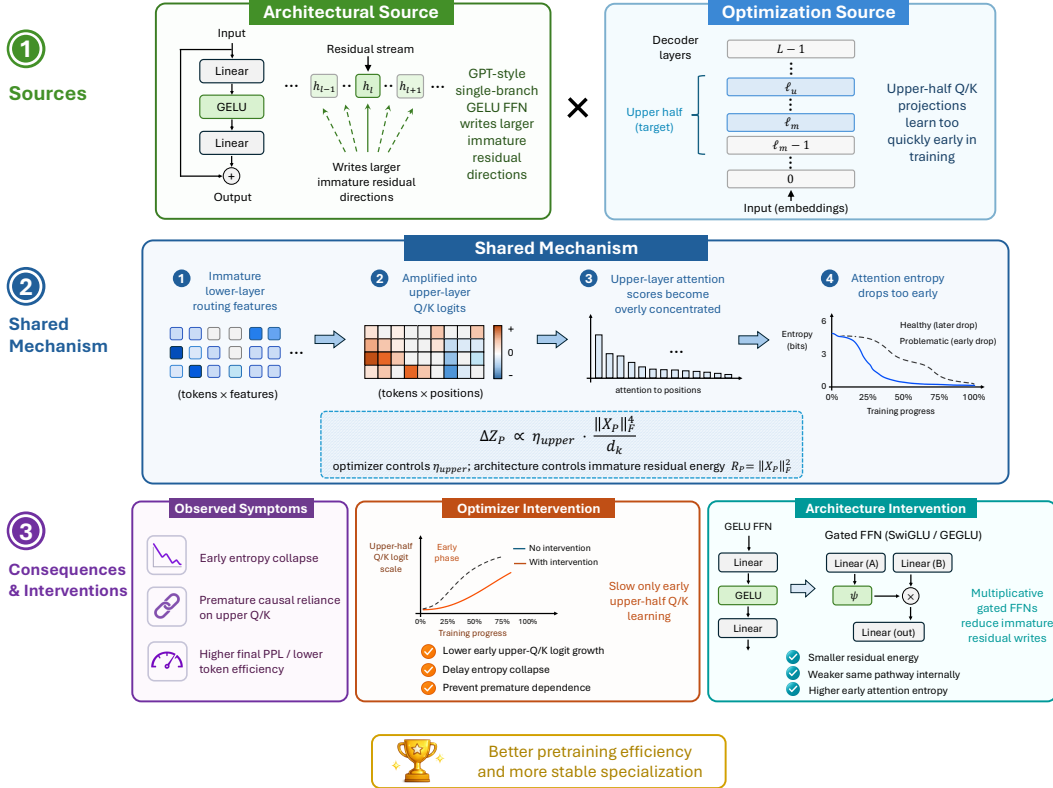 1
Sources
Architectural Source
Input
Linear
GELU
Linear
+
Output
Residual stream
... h_{l-1} ·· h_l ·· h_{l+1} ...
Writes larger
immature residual
directions
GPT-style
single-branch
GELU FFN
writes larger
immature
residual
directions
×
Optimization Source
Decoder
layers
L − 1
⋮
ℓ_u
⋮
ℓ_m
ℓ_m − 1
⋮
0
Upper half
(target)
Input (embeddings)
Upper-half Q/K
projections
learn too
quickly early in
training
2
Shared
Mechanism
Shared Mechanism
1
Immature
lower-layer
routing features
...
(tokens × features)
2
Amplified into
upper-layer
Q/K logits
+
0
-
(tokens × positions)
3
Upper-layer attention
scores become
overly concentrated
...
attention to positions
4
Attention entropy
drops too early
Entropy
(bits)
6
3
0
Healthy (later drop)
Problematic (early drop)
0% 25% 50% 75% 100%
Training progress
ΔZ_P ∝ η_{upper} · ‖X_P‖_F^4 / d_k
optimizer controls η_{upper}; architecture controls immature residual energy R_P = ‖X_P‖_F^2
3
Consequences
& Interventions
Observed Symptoms
Early entropy collapse
Premature causal reliance
on upper Q/K
Higher final PPL / lower
token efficiency
Optimizer Intervention
Upper-half
Q/K logit
scale
Early
phase
No intervention
With intervention
0% 25% 50% 75% 100%
Training progress
Slow only early
upper-half Q/K
learning
Lower early upper-Q/K logit growth
Delay entropy collapse
Prevent premature dependence
Architecture Intervention
GELU FFN
Linear
GELU
Linear
Gated FFN (SwiGLU / GEGLU)
Linear (A) Linear (B)
ψ ×
Linear (out)
Multiplicative
gated FFNs
reduce immature
residual writes
Smaller residual energy
Weaker same pathway internally
Higher early attention entropy
Better pretraining efficiency
and more stable specialization